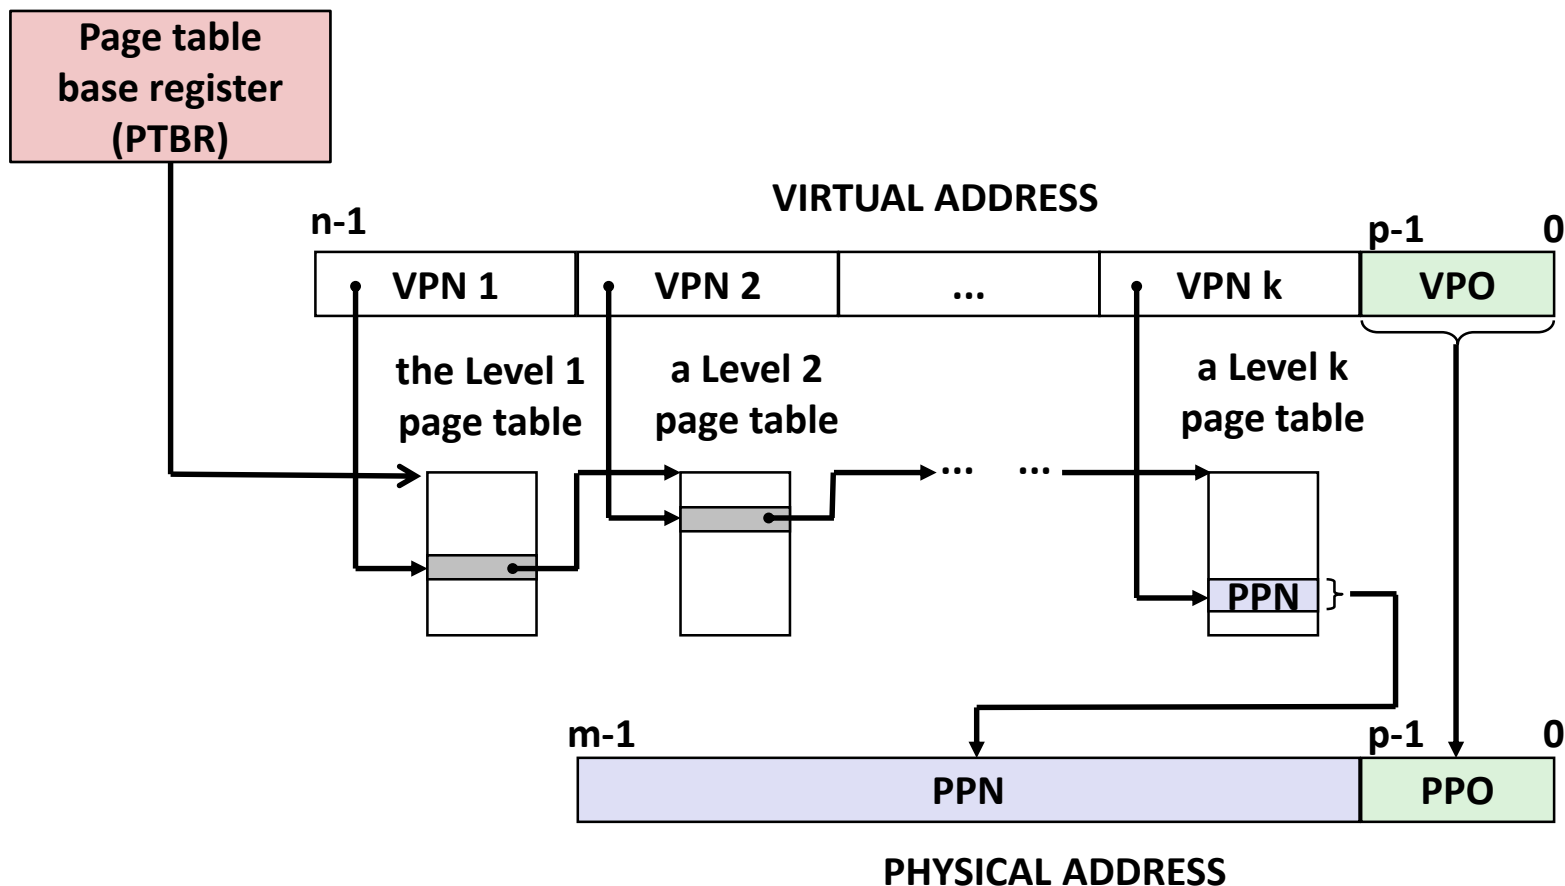 Page table
base register
(PTBR)
VIRTUAL ADDRESS
n-1
p-1
0
VPN 1
VPN 2
...
VPN k
VPO
the Level 1
page table
a Level 2
page table
a Level k
page table
... ...
PPN
m-1
p-1
0
PPN
PPO
PHYSICAL ADDRESS